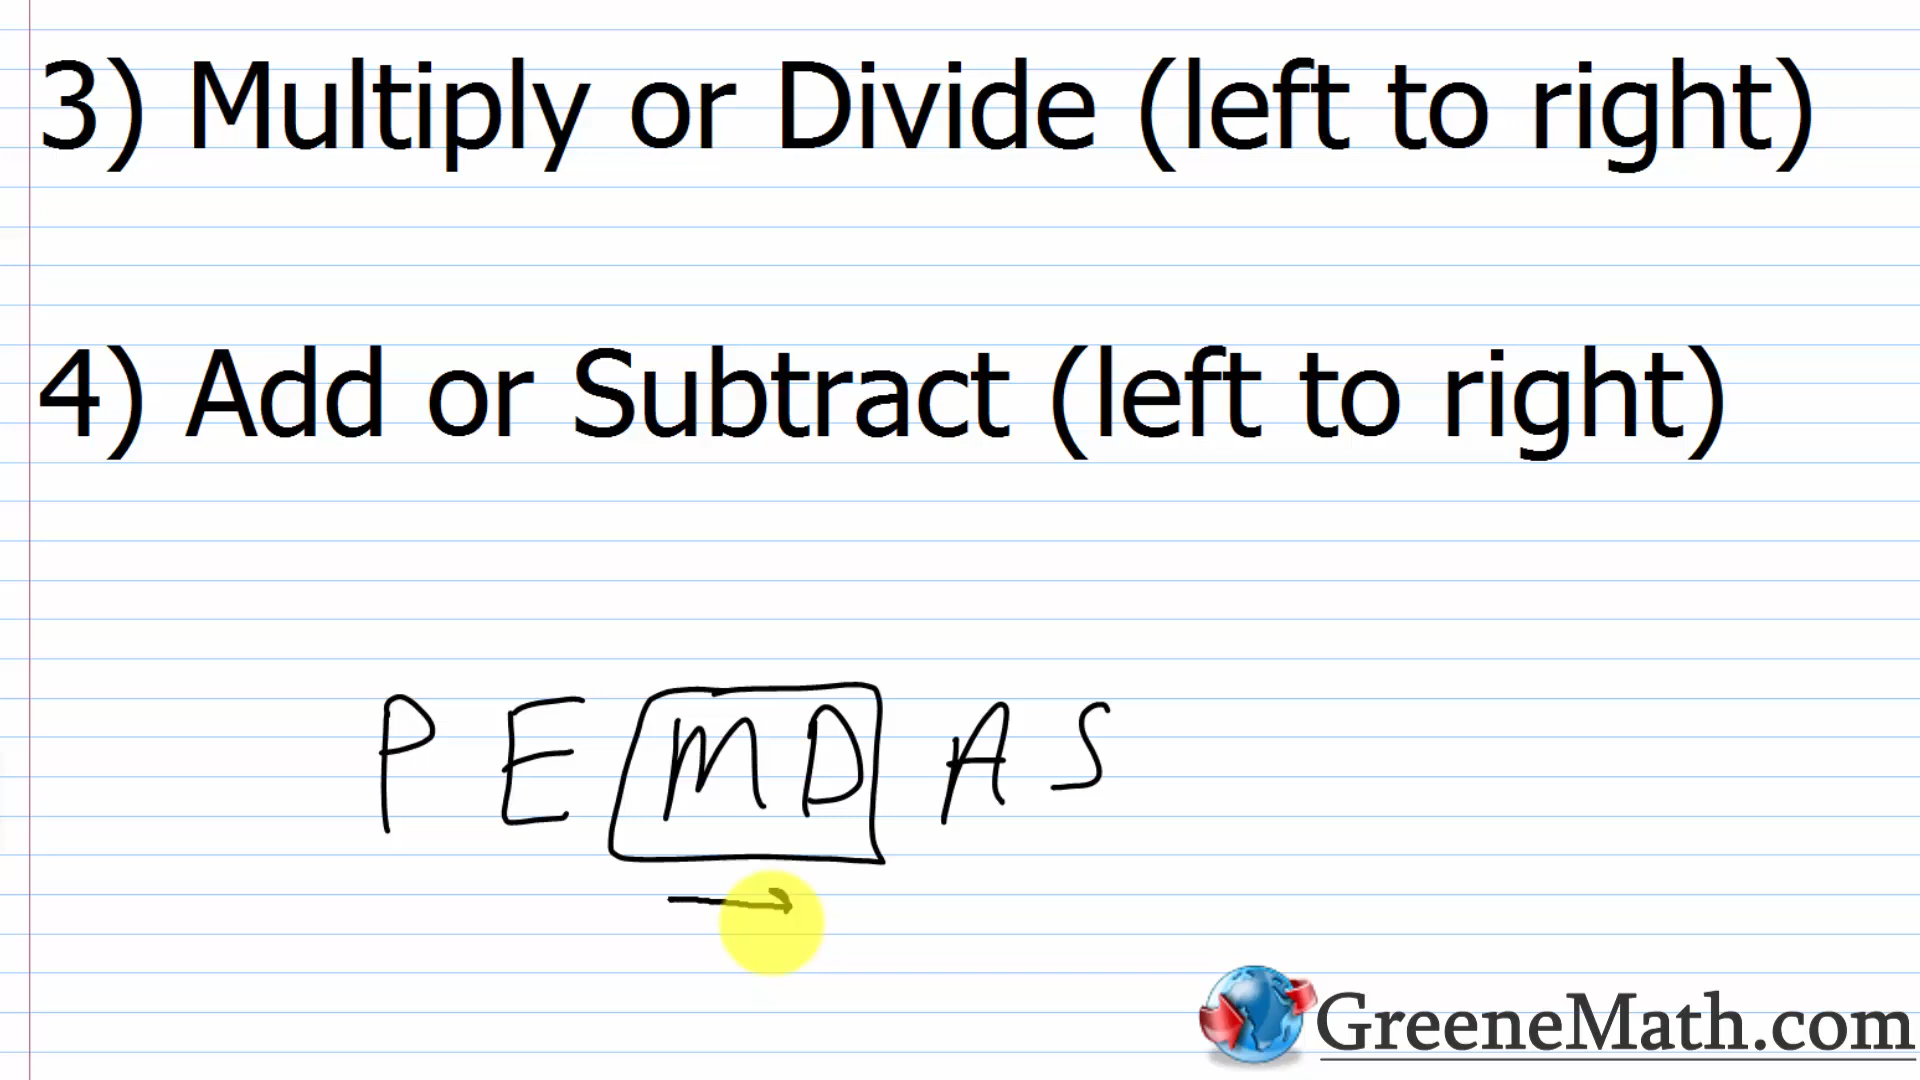 3) Multiply or Divide (left to right)
4) Add or Subtract (left to right)
P E M D A S
GreeneMath.com